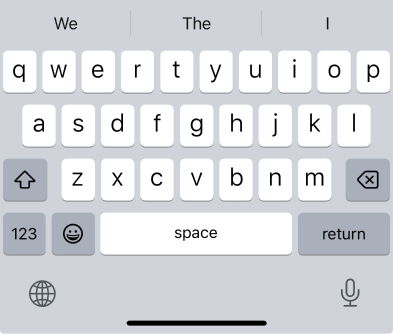 We The I
q w e r t y u i o p
a s d f g h j k l
z x c v b n m
123 space return